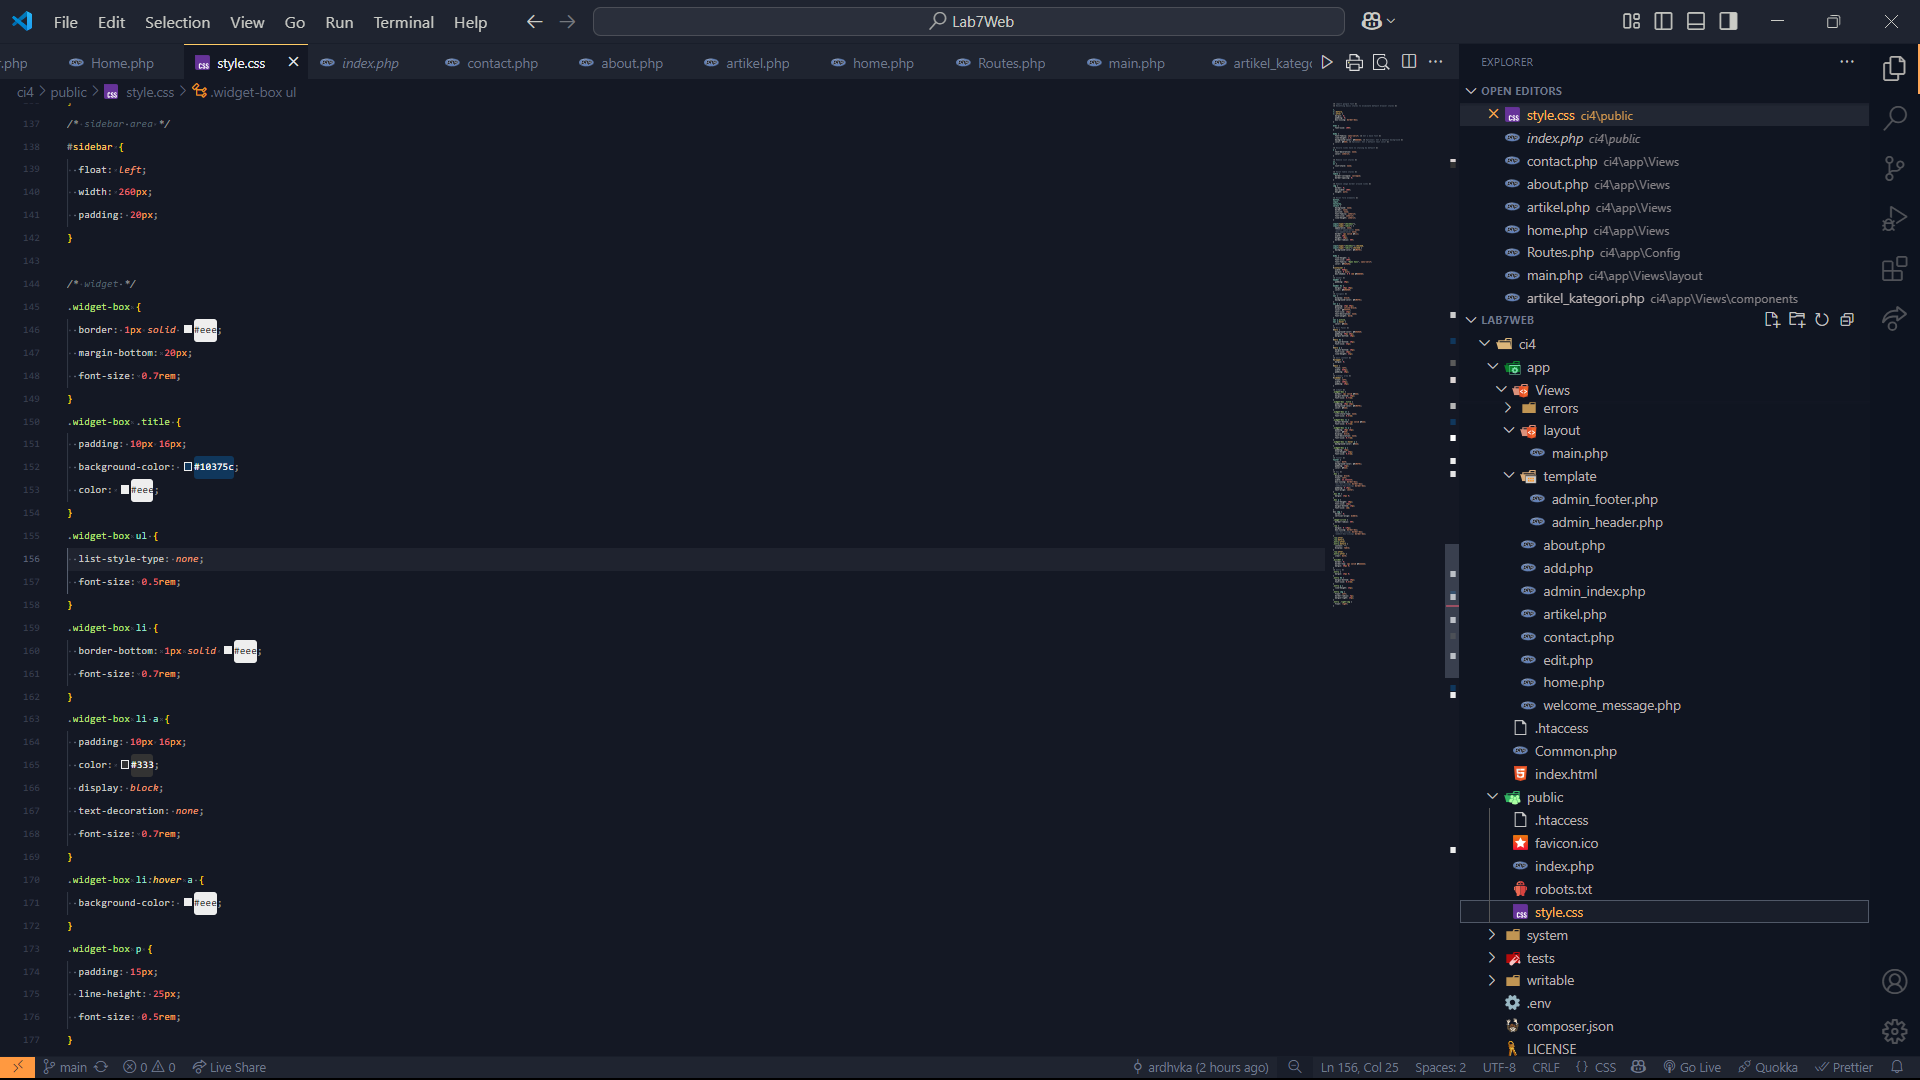 File Edit Selection View Go Run Terminal Help
Lab7Web
.php Home.php style.css index.php contact.php about.php artikel.php home.php Routes.php main.php artikel_katego
ci4 > public > style.css > .widget-box ul
137 /* sidebar area */
138 #sidebar {
139 float: left;
140 width: 260px;
141 padding: 20px;
142 }
143
144 /* widget */
145 .widget-box {
146 border: 1px solid #eee;
147 margin-bottom: 20px;
148 font-size: 0.7rem;
149 }
150 .widget-box .title {
151 padding: 10px 16px;
152 background-color: #10375c;
153 color: #eee;
154 }
155 .widget-box ul {
156 list-style-type: none;
157 font-size: 0.5rem;
158 }
159 .widget-box li {
160 border-bottom: 1px solid #eee;
161 font-size: 0.7rem;
162 }
163 .widget-box li a {
164 padding: 10px 16px;
165 color: #333;
166 display: block;
167 text-decoration: none;
168 font-size: 0.7rem;
169 }
170 .widget-box li:hover a {
171 background-color: #eee;
172 }
173 .widget-box p {
174 padding: 15px;
175 line-height: 25px;
176 font-size: 0.5rem;
177 }
EXPLORER
OPEN EDITORS
style.css ci4\public
index.php ci4\public
contact.php ci4\app\Views
about.php ci4\app\Views
artikel.php ci4\app\Views
home.php ci4\app\Views
Routes.php ci4\app\Config
main.php ci4\app\Views\layout
artikel_kategori.php ci4\app\Views\components
LAB7WEB
ci4
app
Views
errors
layout
main.php
template
admin_footer.php
admin_header.php
about.php
add.php
admin_index.php
artikel.php
contact.php
edit.php
home.php
welcome_message.php
.htaccess
Common.php
index.html
public
.htaccess
favicon.ico
index.php
robots.txt
style.css
system
tests
writable
.env
composer.json
LICENSE
main 0 0 Live Share ardhvka (2 hours ago) Ln 156, Col 25 Spaces: 2 UTF-8 CRLF {} CSS Go Live Quokka Prettier